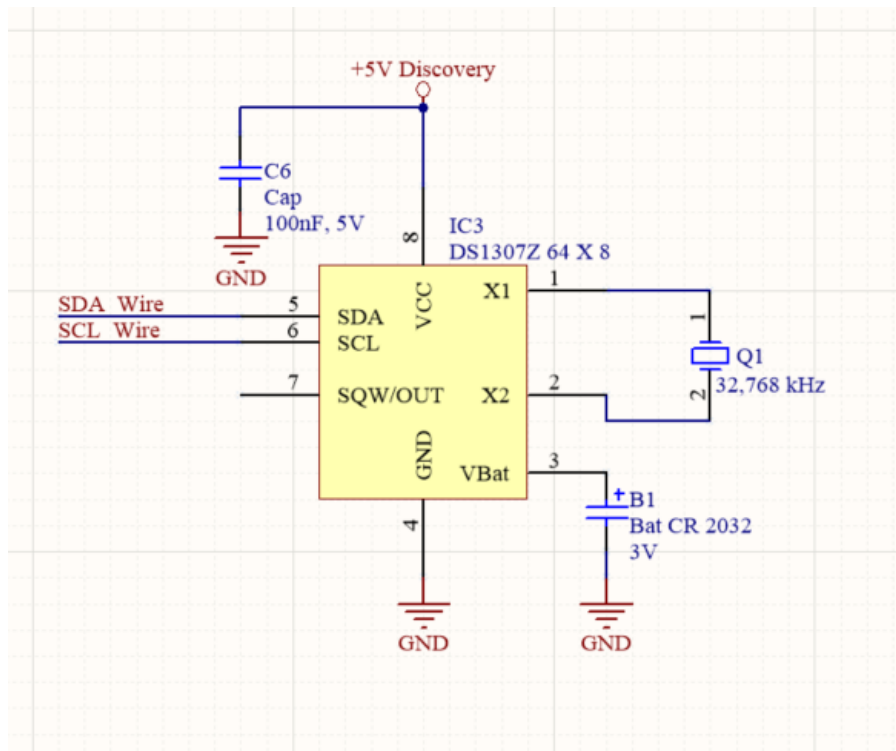 +5V Discovery
C6
Cap
100nF, 5V
GND
8
IC3
DS1307Z 64 X 8
VCC
X1
1
SDA Wire
5
SDA
SCL Wire
6
SCL
7
SQW/OUT
X2
2
1
Q1
32,768 kHz
2
GND
VBat
3
4
+
B1
Bat CR 2032
3V
GND
GND